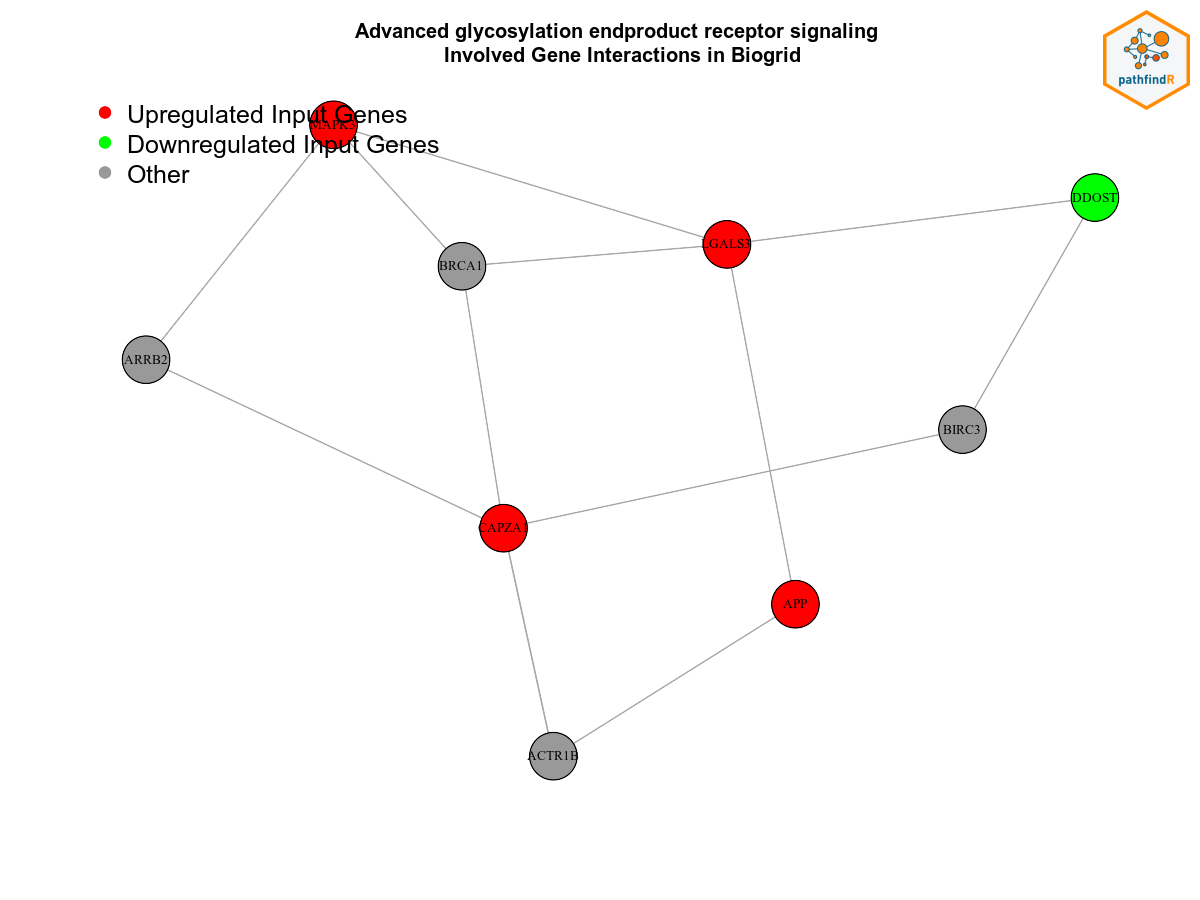 Advanced glycosylation endproduct receptor signaling
Involved Gene Interactions in Biogrid
pathfindR
Upregulated Input Genes
MAPK3
Downregulated Input Genes
Other
DDOST
LGALS3
BRCA1
ARRB2
BIRC3
CAPZA1
APP
ACTR1B